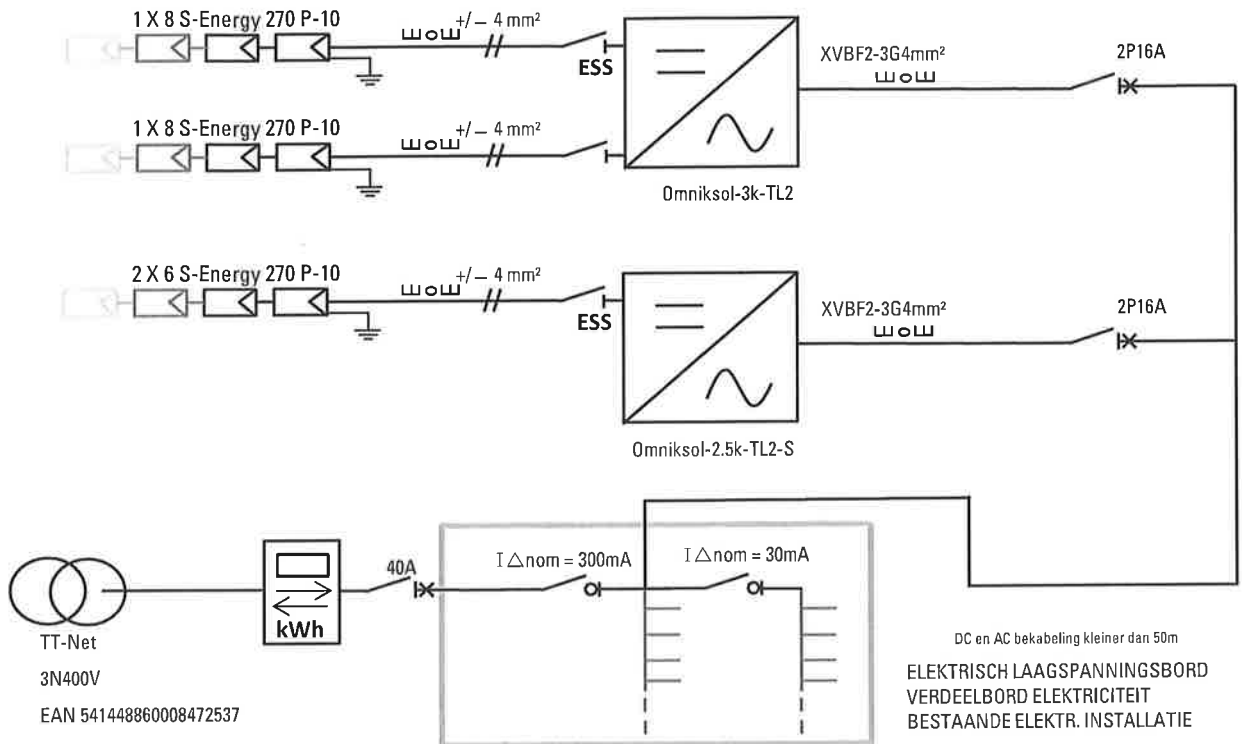 1 X 8 S-Energy 270 P-10
+/− 4 mm²
ESS
XVBF2-3G4mm²
2P16A
1 X 8 S-Energy 270 P-10
+/− 4 mm²
Omniksol-3k-TL2
2 X 6 S-Energy 270 P-10
+/− 4 mm²
ESS
XVBF2-3G4mm²
2P16A
Omniksol-2.5k-TL2-S
40A
I△nom = 300mA
I△nom = 30mA
kWh
TT-Net
3N400V
EAN 541448860008472537
DC en AC bekabeling kleiner dan 50m
ELEKTRISCH LAAGSPANNINGSBORD
VERDEELBORD ELEKTRICITEIT
BESTAANDE ELEKTR. INSTALLATIE